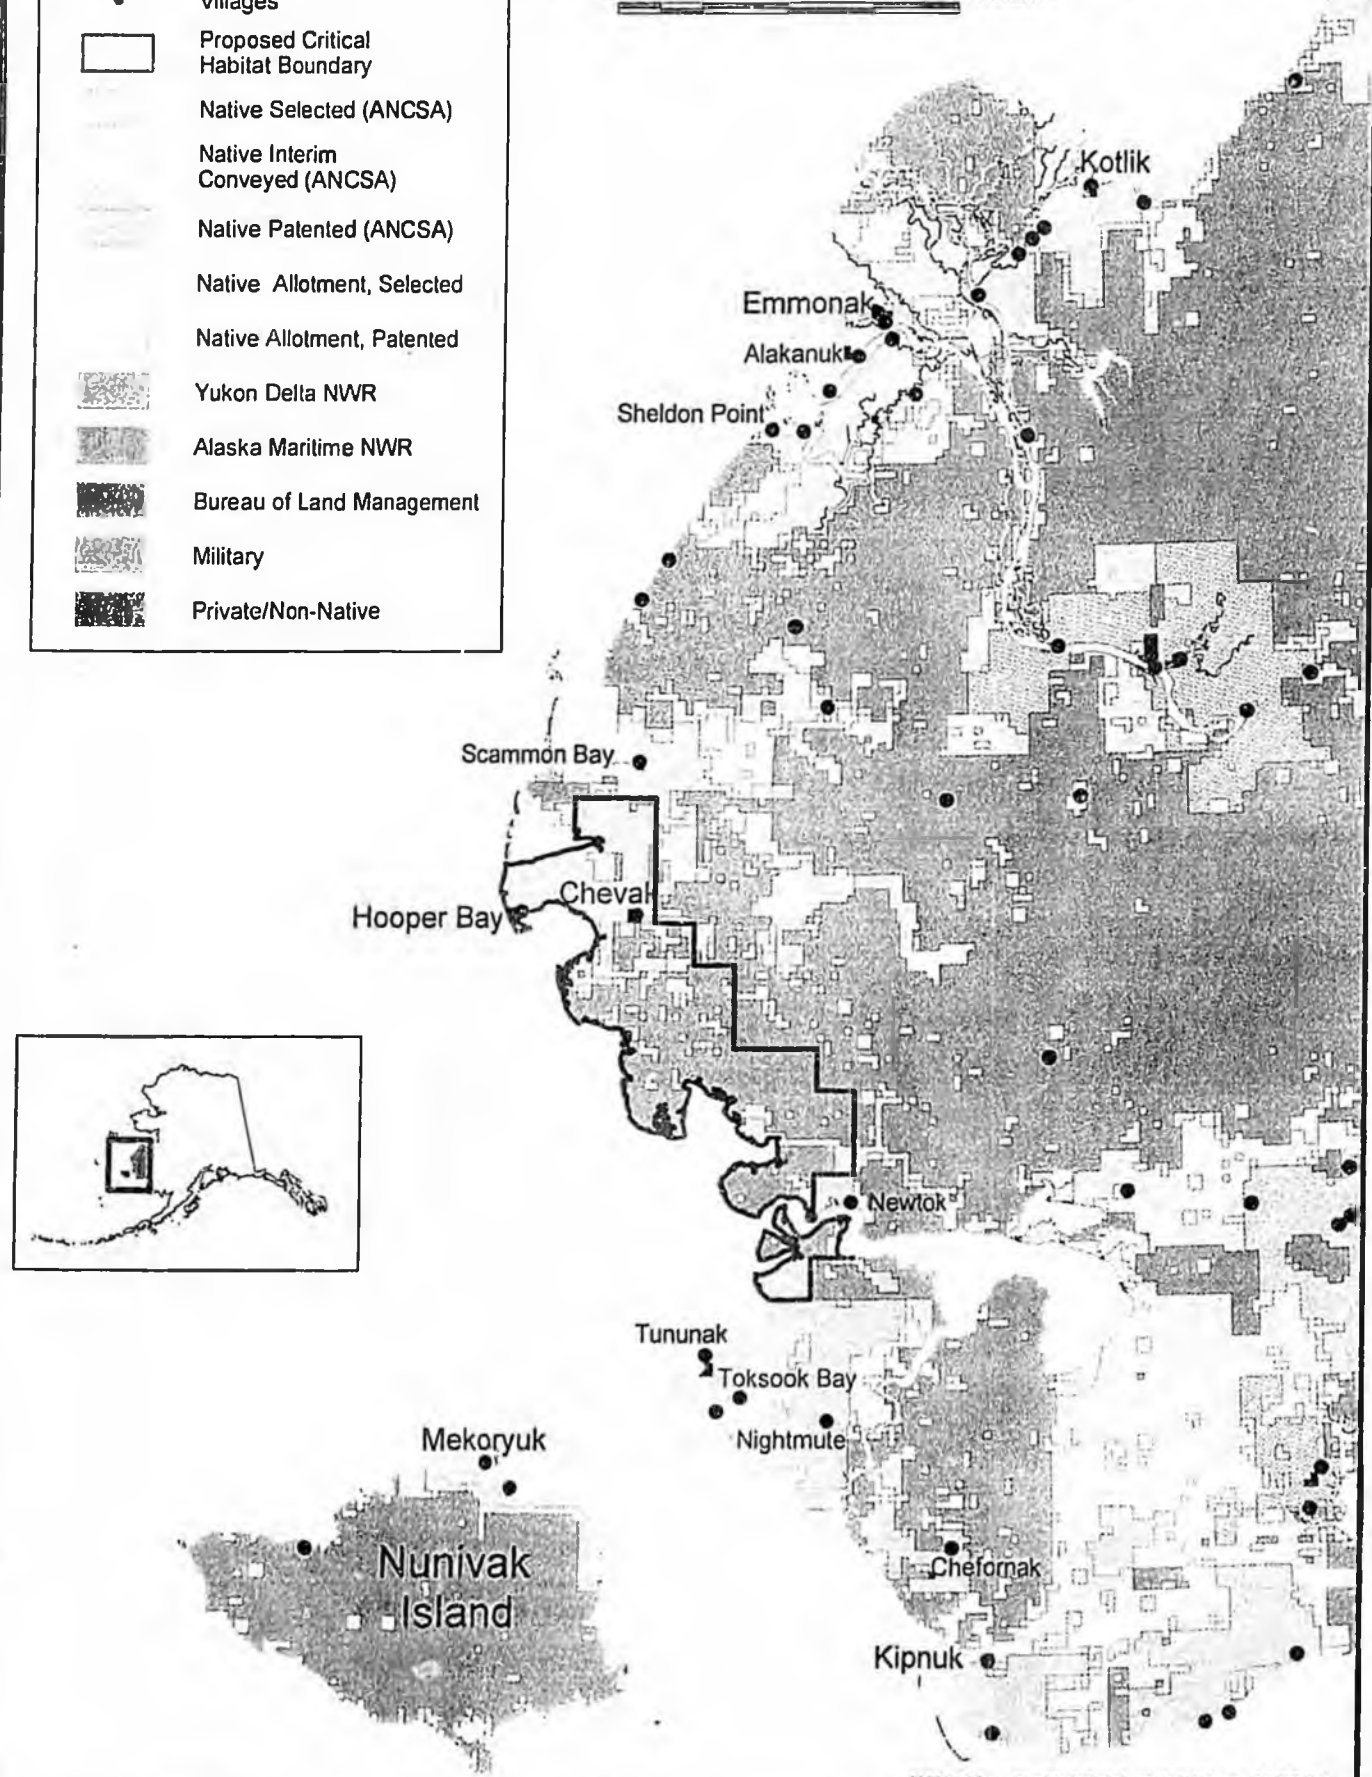 Villages
Proposed Critical
Habitat Boundary
Native Selected (ANCSA)
Native Interim
Conveyed (ANCSA)
Native Patented (ANCSA)
Native Allotment, Selected
Native Allotment, Patented
Yukon Delta NWR
Alaska Maritime NWR
Bureau of Land Management
Military
Private/Non-Native
Kotlik
Emmonak
Alakanuk
Sheldon Point
Scammon Bay
Chevak
Hooper Bay
Newtok
Tununak
Toksook Bay
Nightmute
Mekoryuk
Nunivak
Island
Chefornak
Kipnuk